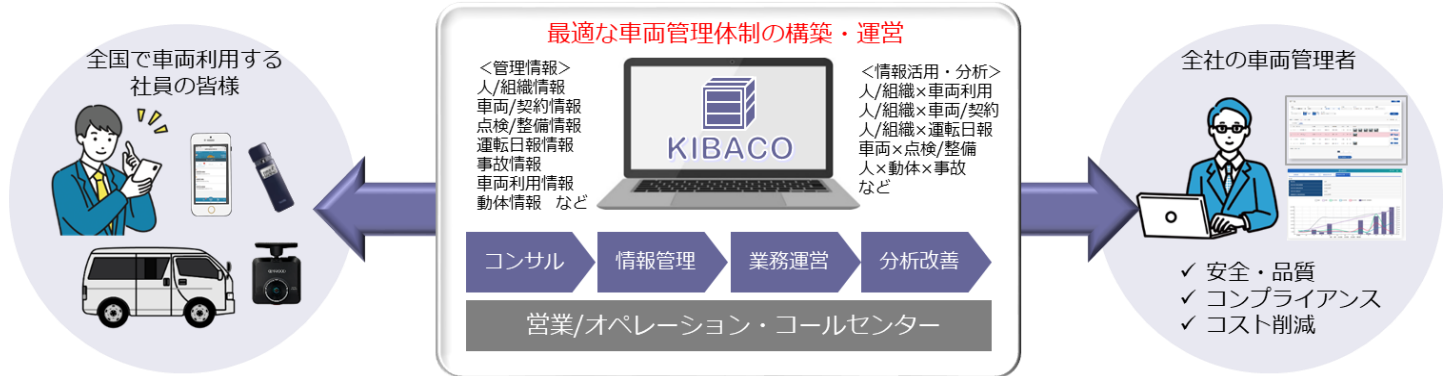 全国で車両利用する
社員の皆様
最適な車両管理体制の構築・運営
＜管理情報＞
人/組織情報
車両/契約情報
点検/整備情報
運転日報情報
事故情報
車両利用情報
動体情報　など
KIBACO
＜情報活用・分析＞
人/組織×車両利用
人/組織×車両/契約
人/組織×運転日報
車両×点検/整備
人×動体×事故
など
コンサル
情報管理
業務運営
分析改善
営業/オペレーション・コールセンター
全社の車両管理者
✓ 安全・品質
✓ コンプライアンス
✓ コスト削減